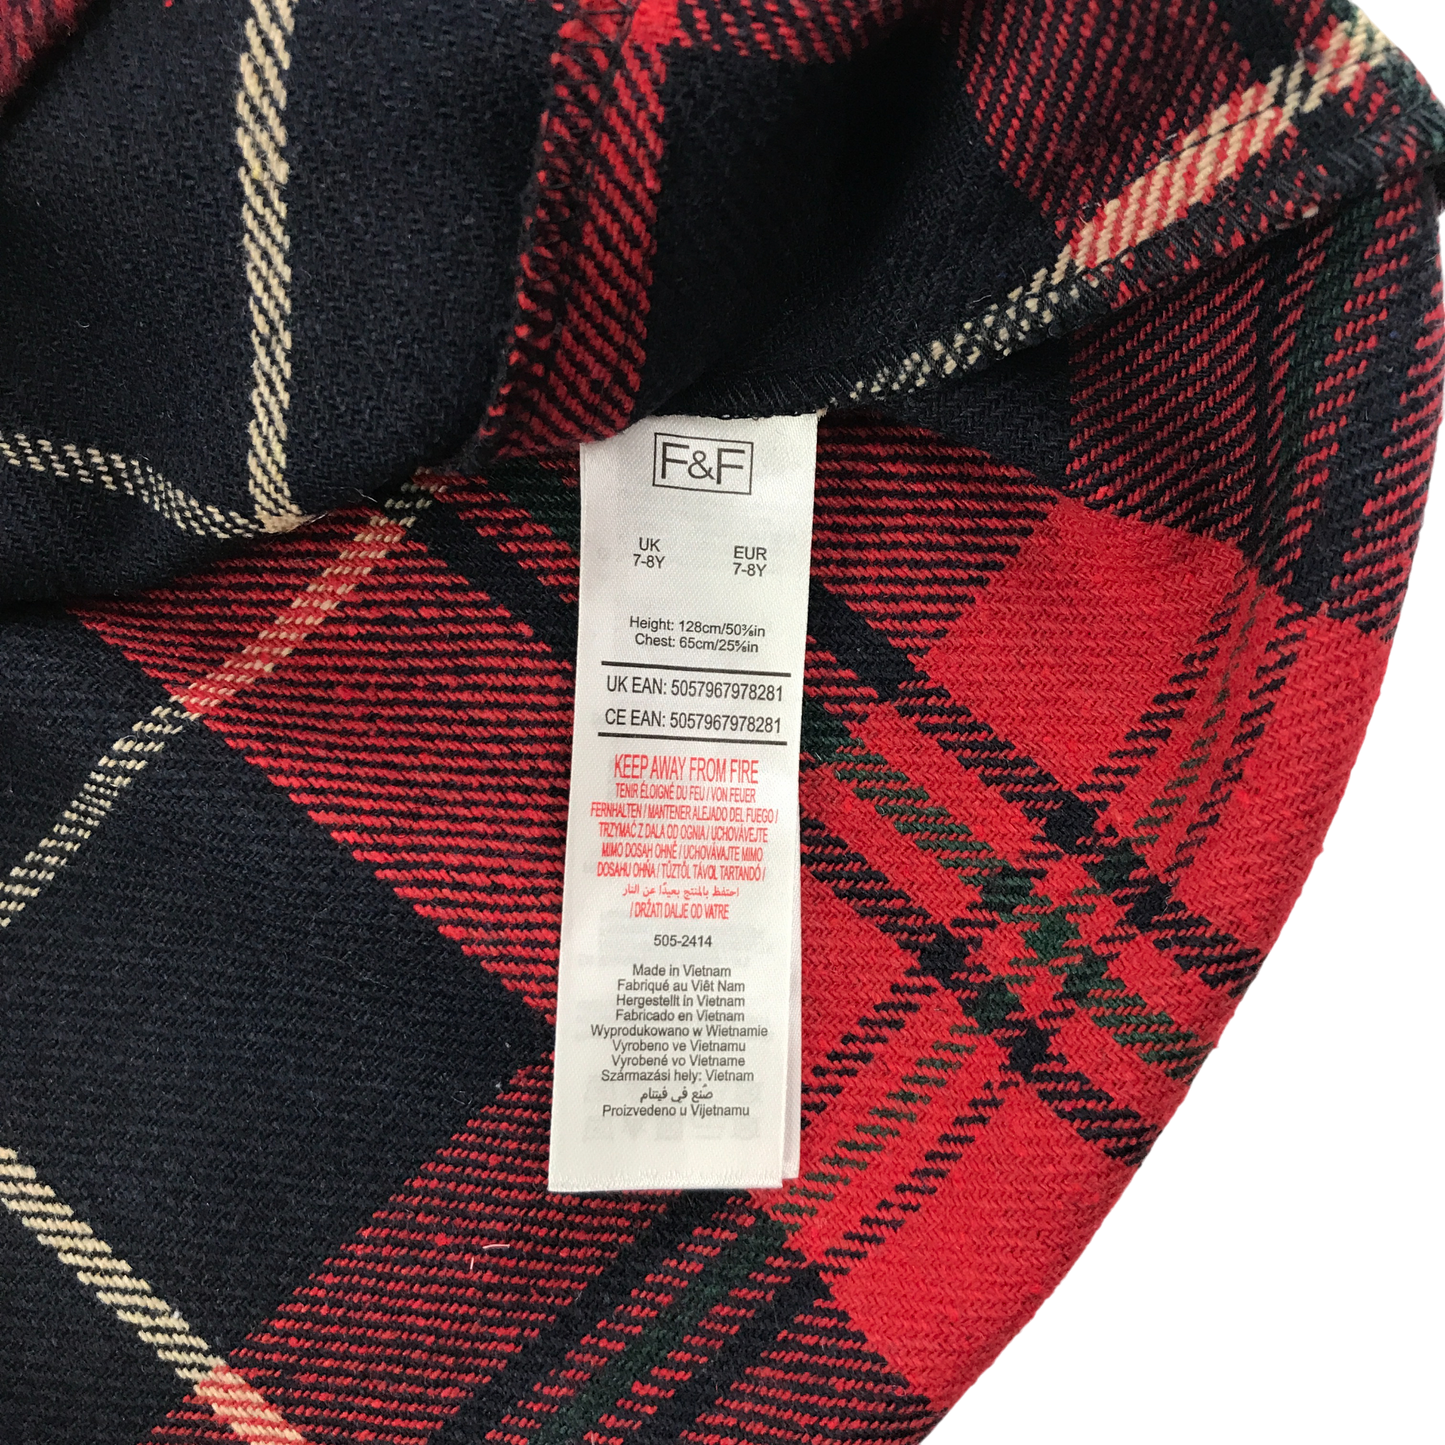 F&F
UK EUR
7-8Y 7-8Y
Height: 128cm/50⅜in
Chest: 65cm/25⅝in
UK EAN: 5057967978281
CE EAN: 5057967978281
KEEP AWAY FROM FIRE
TENIR ÉLOIGNÉ DU FEU / VON FEUER
FERNHALTEN / MANTENER ALEJADO DEL FUEGO /
TRZYMAĆ Z DALA OD OGNIA / UCHOVÁVEJTE
MIMO DOSAH OHNĚ / UCHOVÁVAJTE MIMO
DOSAHU OHŇA / TŰZTŐL TÁVOL TARTANDÓ /
احتفظ بالمنتج بعيدًا عن النار
/ DRŽATI DALJE OD VATRE
505-2414
Made in Vietnam
Fabriqué au Viêt Nam
Hergestellt in Vietnam
Fabricado en Vietnam
Wyprodukowano w Wietnamie
Vyrobeno ve Vietnamu
Vyrobené vo Vietname
Származási hely: Vietnam
صُنع في فيتنام
Proizvedeno u Vijetnamu